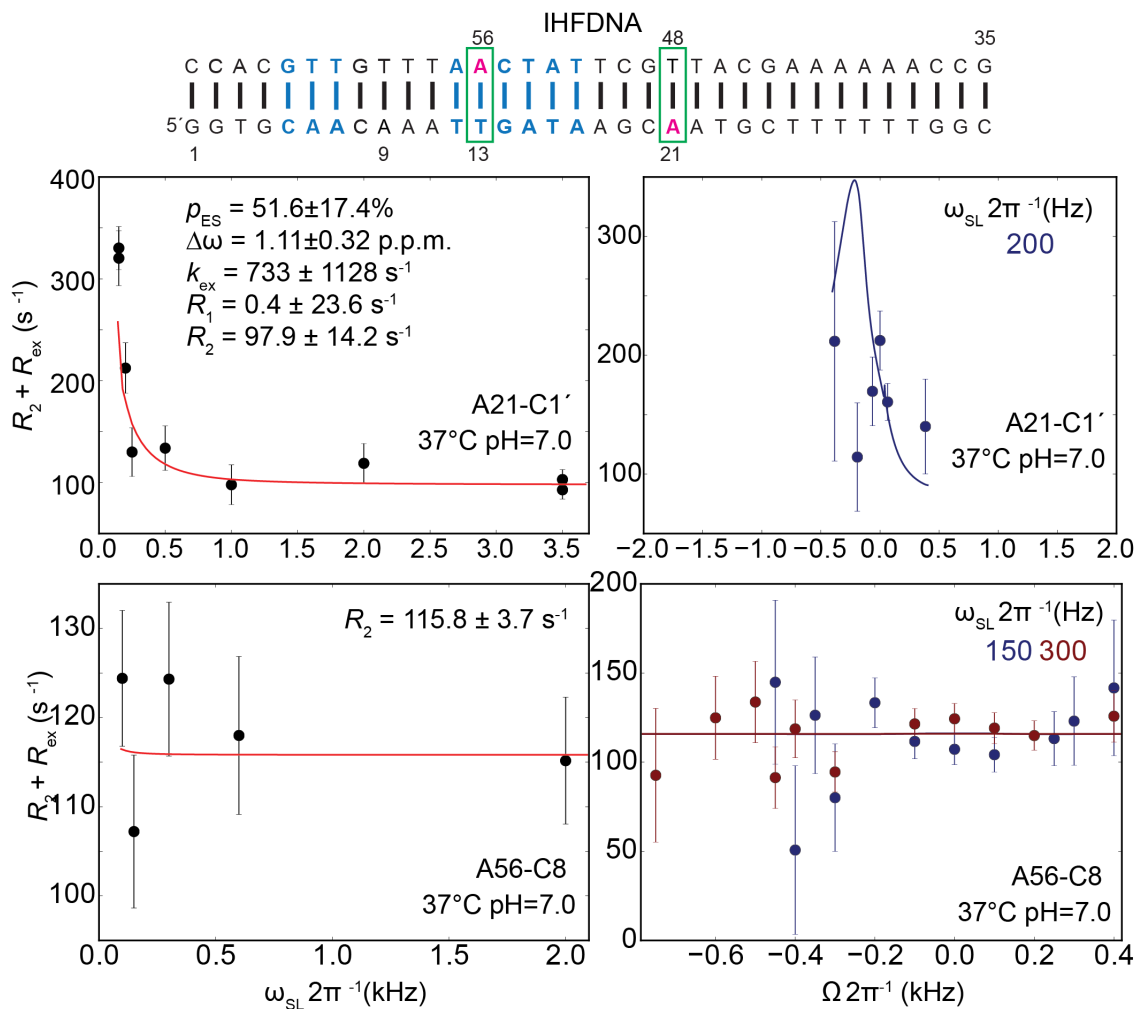 IHFDNA
56 48 35
C C A C G T T G T T T A A C T A T T C G T T A C G A A A A A A C C G
5´G G T G C A A C A A A T T G A T A A G C A A T G C T T T T T T G G C
1 9 13 21
400
300
200
100
R₂ + Rₑₓ (s ⁻¹)
p_ES = 51.6±17.4%
Δω = 1.11±0.32 p.p.m.
kₑₓ = 733 ± 1128 s⁻¹
R₁ = 0.4 ± 23.6 s⁻¹
R₂ = 97.9 ± 14.2 s⁻¹
A21-C1´
37°C pH=7.0
0.0 0.5 1.0 1.5 2.0 2.5 3.0 3.5
300
200
100
ω_SL 2π ⁻¹(Hz)
200
A21-C1´
37°C pH=7.0
−2.0 −1.5 −1.0 −0.5 0.0 0.5 1.0 1.5 2.0
130
120
110
100
R₂ + Rₑₓ (s ⁻¹)
R₂ = 115.8 ± 3.7 s⁻¹
A56-C8
37°C pH=7.0
0.0 0.5 1.0 1.5 2.0
ω_SL 2π ⁻¹(kHz)
200
150
100
50
0
ω_SL 2π ⁻¹(Hz)
150 300
A56-C8
37°C pH=7.0
−0.6 −0.4 −0.2 0.0 0.2 0.4
Ω 2π⁻¹ (kHz)